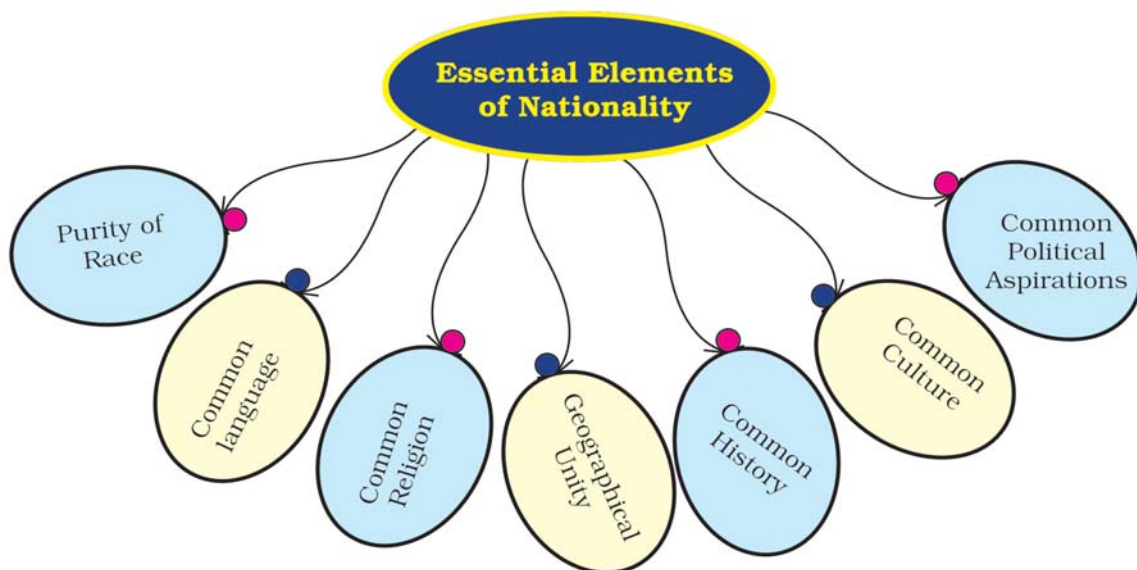 Essential Elements
of Nationality
Purity of
Race
Common
language
Common
Religion
Geographical
Unity
Common
History
Common
Culture
Common
Political
Aspirations